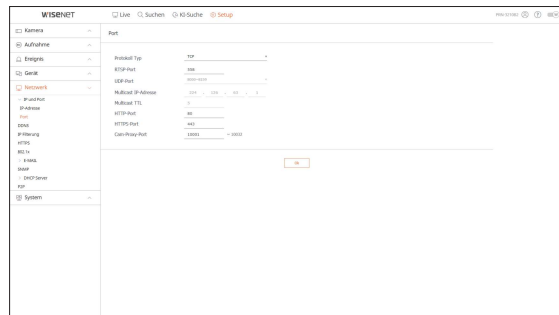 WISENET
Live Suchen KI-Suche Setup
Kamera
Aufnahme
Ereignis
Gerät
Netzwerk
IP und Port
IP-Adresse
Port
DDNS
IP-Filterung
HTTPS
802.1x
E-MAIL
SNMP
DHCP Server
P2P
System
Port
Protokoll Typ TCP
RTSP-Port 558
UDP-Port
Multicast IP-Adresse
Multicast TTL
HTTP-Port 80
HTTPS-Port 443
Cam-Proxy-Port 10001 ~ 10033
OK